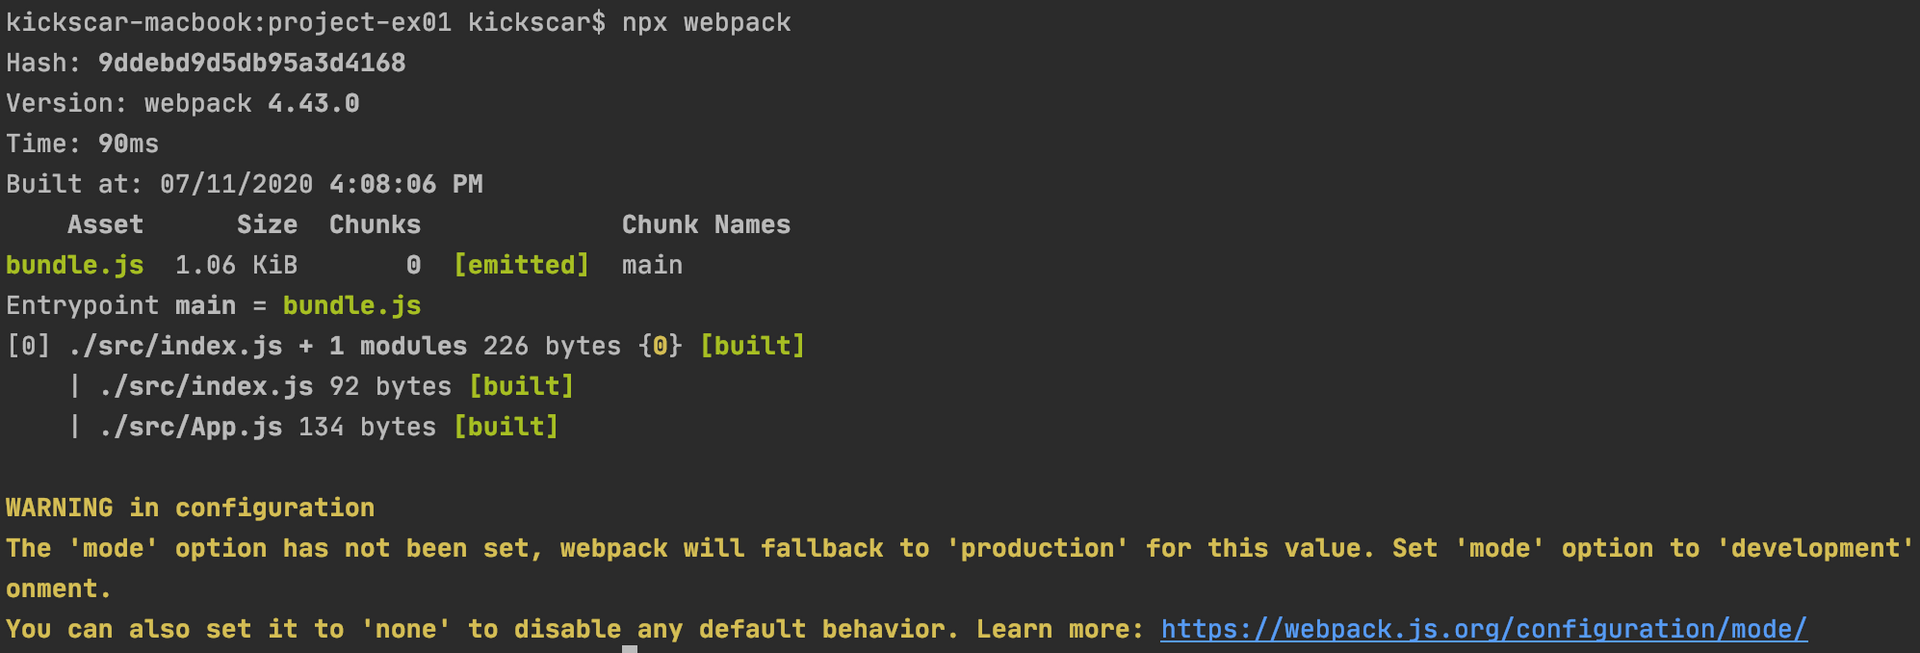 kickscar-macbook:project-ex01 kickscar$ npx webpack
Hash: 9ddebd9d5db95a3d4168
Version: webpack 4.43.0
Time: 90ms
Built at: 07/11/2020 4:08:06 PM
    Asset      Size  Chunks             Chunk Names
bundle.js  1.06 KiB       0  [emitted]  main
Entrypoint main = bundle.js
[0] ./src/index.js + 1 modules 226 bytes {0} [built]
    | ./src/index.js 92 bytes [built]
    | ./src/App.js 134 bytes [built]
WARNING in configuration
The 'mode' option has not been set, webpack will fallback to 'production' for this value. Set 'mode' option to 'development'
onment.
You can also set it to 'none' to disable any default behavior. Learn more: https://webpack.js.org/configuration/mode/